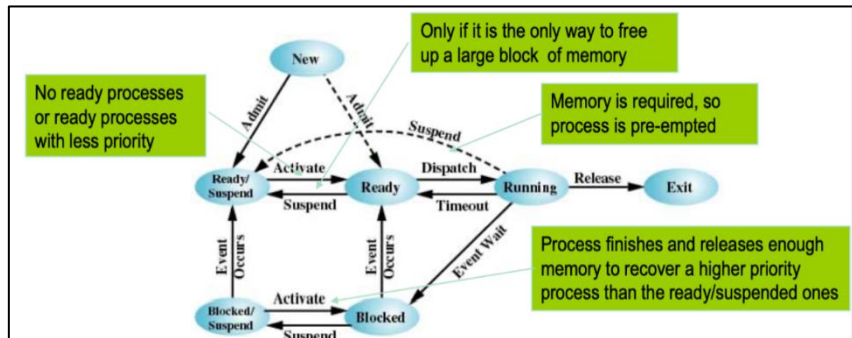 Only if it is the only way to free
up a large block of memory
New
No ready processes
or ready processes
with less priority
Memory is required, so
process is pre-empted
Admit
Admit
Suspend
Ready/
Suspend
Activate
Suspend
Ready
Dispatch
Timeout
Running
Release
Exit
Event
Occurs
Event
Occurs
Event Wait
Process finishes and releases enough
memory to recover a higher priority
process than the ready/suspended ones
Blocked/
Suspend
Activate
Suspend
Blocked